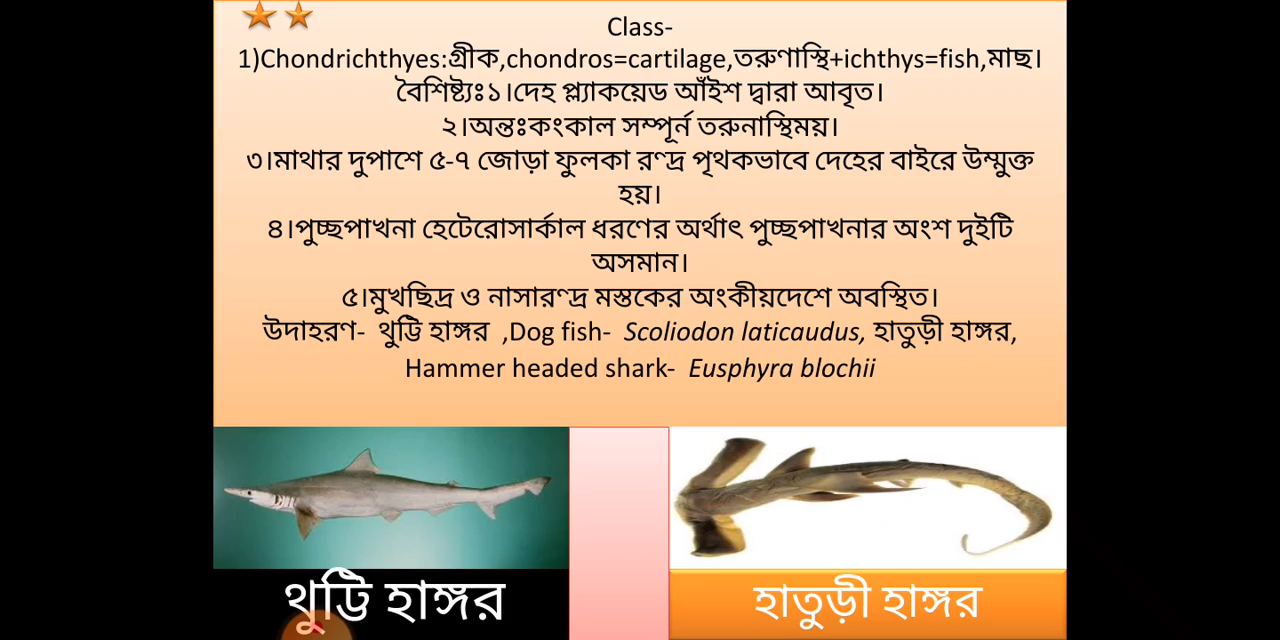 Class-
1)Chondrichthyes:গ্রীক,chondros=cartilage,তরুণাস্থি+ichthys=fish,মাছ।
বৈশিষ্ট্যঃ১।দেহ প্ল্যাকয়েড আঁইশ দ্বারা আবৃত।
২।অন্তঃকংকাল সম্পূর্ন তরুনাস্থিময়।
৩।মাথার দুপাশে ৫-৭ জোড়া ফুলকা রণ্দ্র পৃথকভাবে দেহের বাইরে উম্মুক্ত
হয়।
৪।পুচ্ছপাখনা হেটেরোসার্কাল ধরণের অর্থাৎ পুচ্ছপাখনার অংশ দুইটি
অসমান।
৫।মুখছিদ্র ও নাসারণ্দ্র মস্তকের অংকীয়দেশে অবস্থিত।
উদাহরণ- থুট্টি হাঙ্গর ,Dog fish- Scoliodon laticaudus, হাতুড়ী হাঙ্গর,
Hammer headed shark- Eusphyra blochii
থুট্টি হাঙ্গর
হাতুড়ী হাঙ্গর